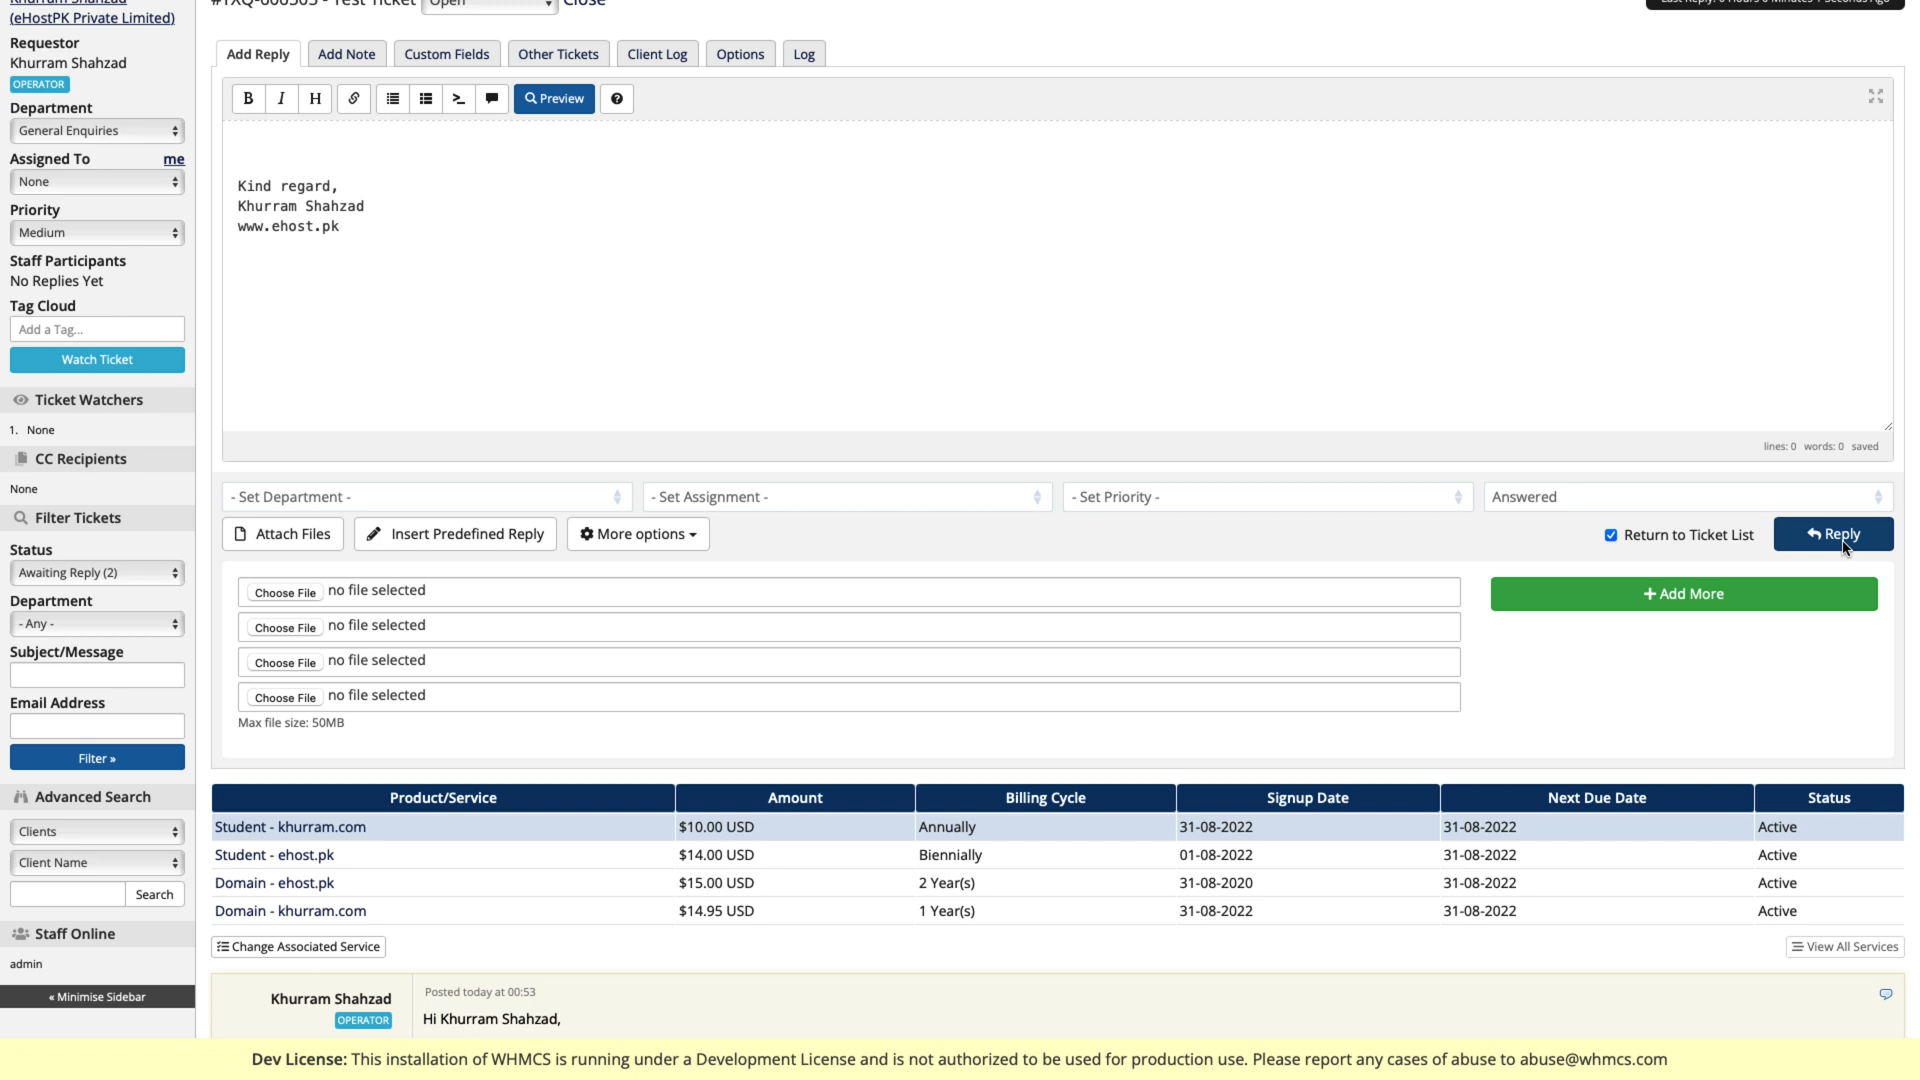 Khurram Shahzad
(eHostPK Private Limited)
Requestor
Khurram Shahzad
OPERATOR
Department
General Enquiries
Assigned To me
None
Priority
Medium
Staff Participants
No Replies Yet
Tag Cloud
Add a Tag...
Watch Ticket
Ticket Watchers
1. None
CC Recipients
None
Filter Tickets
Status
Awaiting Reply (2)
Department
- Any -
Subject/Message
Email Address
Filter »
Advanced Search
Clients
Client Name
Search
Staff Online
admin
« Minimise Sidebar
- Test Ticket Open Close
Add Reply Add Note Custom Fields Other Tickets Client Log Options Log
B I H Preview
Kind regard,
Khurram Shahzad
www.ehost.pk
lines: 0 words: 0 saved
- Set Department - - Set Assignment - - Set Priority - Answered
Attach Files Insert Predefined Reply More options Return to Ticket List Reply
Choose File no file selected + Add More
Choose File no file selected
Choose File no file selected
Choose File no file selected
Max file size: 50MB
Product/Service Amount Billing Cycle Signup Date Next Due Date Status
Student - khurram.com $10.00 USD Annually 31-08-2022 31-08-2022 Active
Student - ehost.pk $14.00 USD Biennially 01-08-2022 31-08-2022 Active
Domain - ehost.pk $15.00 USD 2 Year(s) 31-08-2020 31-08-2022 Active
Domain - khurram.com $14.95 USD 1 Year(s) 31-08-2022 31-08-2022 Active
Change Associated Service View All Services
Khurram Shahzad Posted today at 00:53
OPERATOR Hi Khurram Shahzad,
Dev License: This installation of WHMCS is running under a Development License and is not authorized to be used for production use. Please report any cases of abuse to abuse@whmcs.com